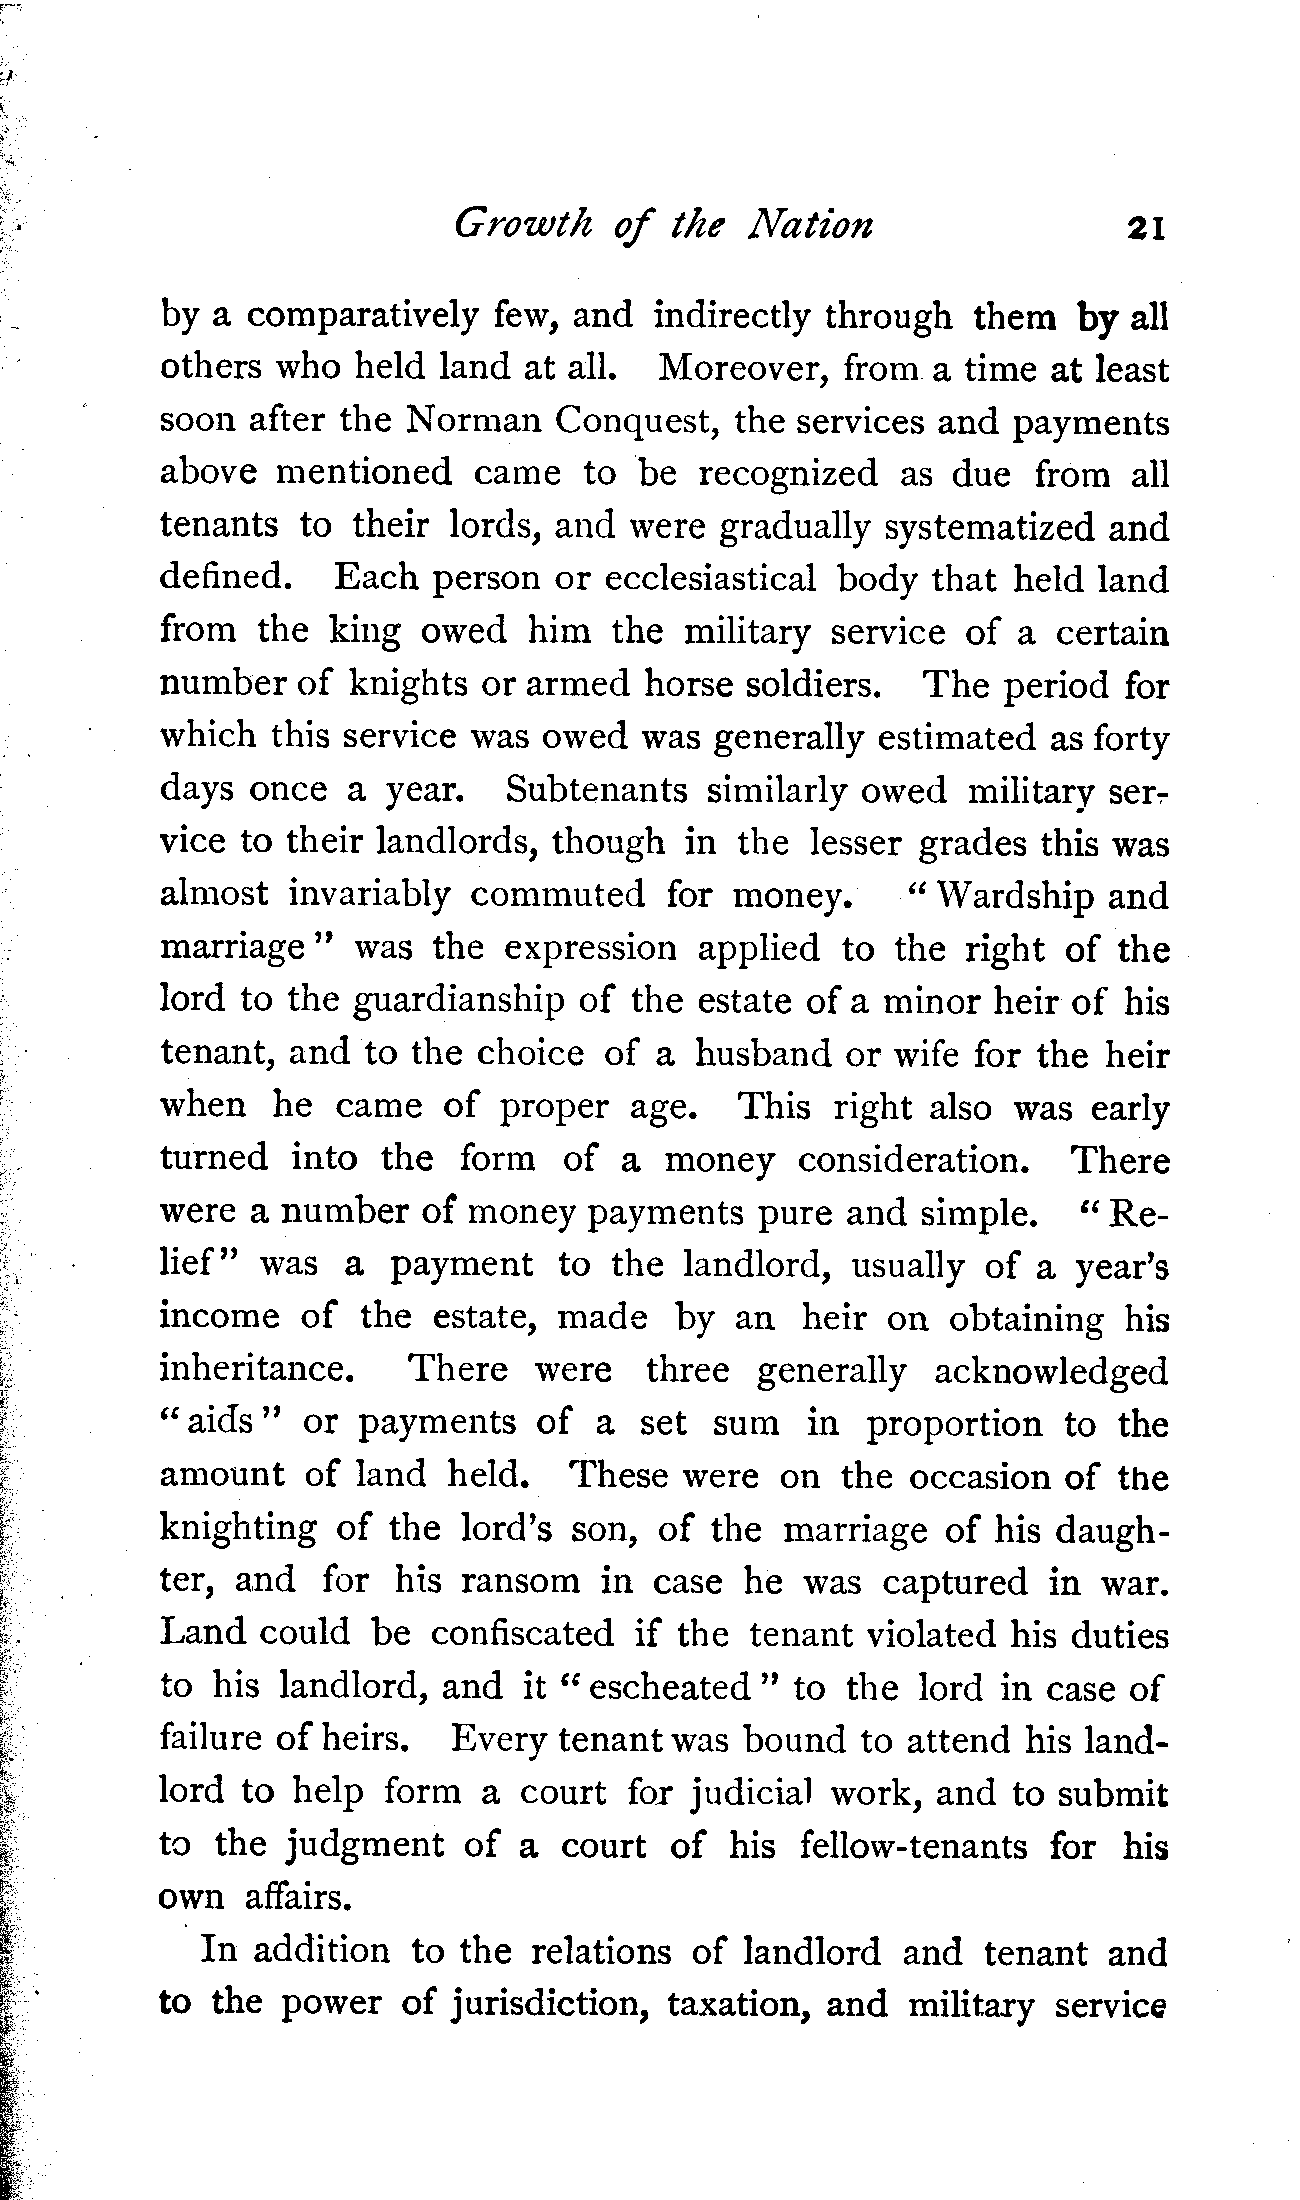 Growth of the Nation 21
by a comparatively few, and indirectly through them by all
others who held land at all. Moreover, from a time at least
soon after the Norman Conquest, the services and payments
above mentioned came to be recognized as due from all
tenants to their lords, and were gradually systematized and
defined. Each person or ecclesiastical body that held land
from the king owed him the military service of a certain
number of knights or armed horse soldiers. The period for
which this service was owed was generally estimated as forty
days once a year. Subtenants similarly owed military ser-
vice to their landlords, though in the lesser grades this was
almost invariably commuted for money. “Wardship and
marriage” was the expression applied to the right of the
lord to the guardianship of the estate of a minor heir of his
tenant, and to the choice of a husband or wife for the heir
when he came of proper age. This right also was early
turned into the form of a money consideration. There
were a number of money payments pure and simple. “Re-
lief” was a payment to the landlord, usually of a year’s
income of the estate, made by an heir on obtaining his
inheritance. There were three generally acknowledged
“aids” or payments of a set sum in proportion to the
amount of land held. These were on the occasion of the
knighting of the lord’s son, of the marriage of his daugh-
ter, and for his ransom in case he was captured in war.
Land could be confiscated if the tenant violated his duties
to his landlord, and it “escheated” to the lord in case of
failure of heirs. Every tenant was bound to attend his land-
lord to help form a court for judicial work, and to submit
to the judgment of a court of his fellow-tenants for his
own affairs.
In addition to the relations of landlord and tenant and
to the power of jurisdiction, taxation, and military service